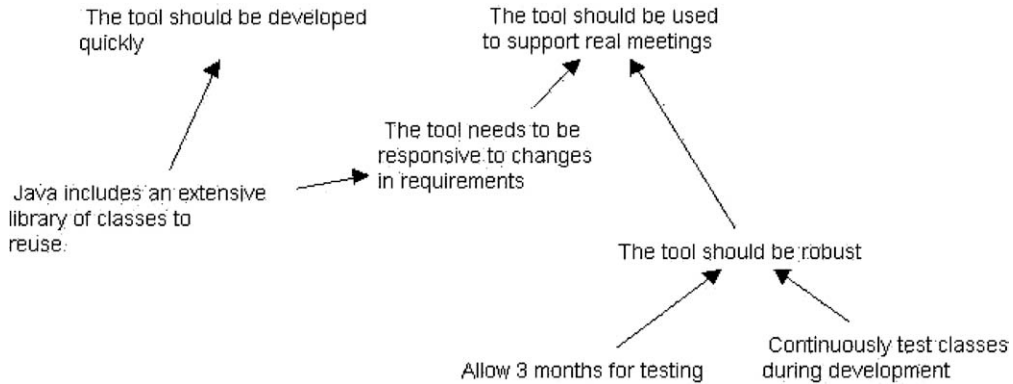 The tool should be developed
quickly
The tool should be used
to support real meetings
The tool needs to be
responsive to changes
in requirements
Java includes an extensive
library of classes to
reuse.
The tool should be robust
Allow 3 months for testing
Continuously test classes
during development